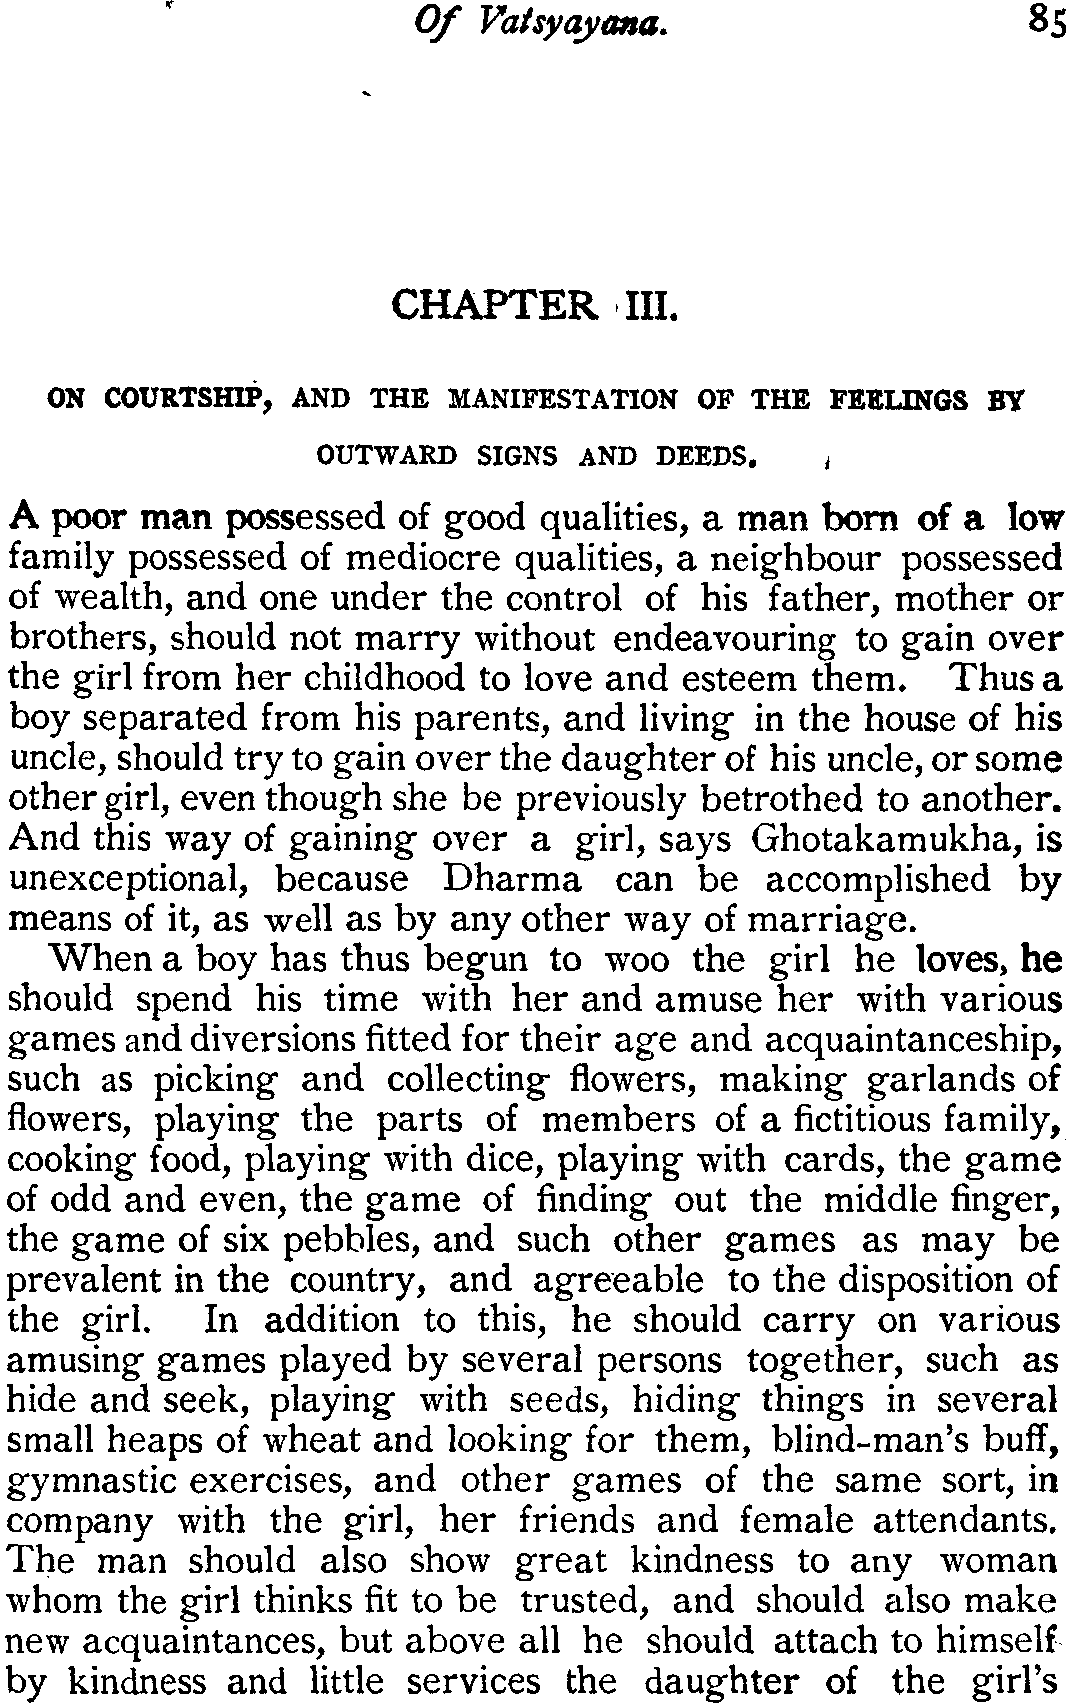 Of Vatsyayana. 85
CHAPTER III.
ON COURTSHIP, AND THE MANIFESTATION OF THE FEELINGS BY
OUTWARD SIGNS AND DEEDS.
A poor man possessed of good qualities, a man born of a low
family possessed of mediocre qualities, a neighbour possessed
of wealth, and one under the control of his father, mother or
brothers, should not marry without endeavouring to gain over
the girl from her childhood to love and esteem them. Thus a
boy separated from his parents, and living in the house of his
uncle, should try to gain over the daughter of his uncle, or some
other girl, even though she be previously betrothed to another.
And this way of gaining over a girl, says Ghotakamukha, is
unexceptional, because Dharma can be accomplished by
means of it, as well as by any other way of marriage.
When a boy has thus begun to woo the girl he loves, he
should spend his time with her and amuse her with various
games and diversions fitted for their age and acquaintanceship,
such as picking and collecting flowers, making garlands of
flowers, playing the parts of members of a fictitious family,
cooking food, playing with dice, playing with cards, the game
of odd and even, the game of finding out the middle finger,
the game of six pebbles, and such other games as may be
prevalent in the country, and agreeable to the disposition of
the girl. In addition to this, he should carry on various
amusing games played by several persons together, such as
hide and seek, playing with seeds, hiding things in several
small heaps of wheat and looking for them, blind-man's buff,
gymnastic exercises, and other games of the same sort, in
company with the girl, her friends and female attendants.
The man should also show great kindness to any woman
whom the girl thinks fit to be trusted, and should also make
new acquaintances, but above all he should attach to himself
by kindness and little services the daughter of the girl's